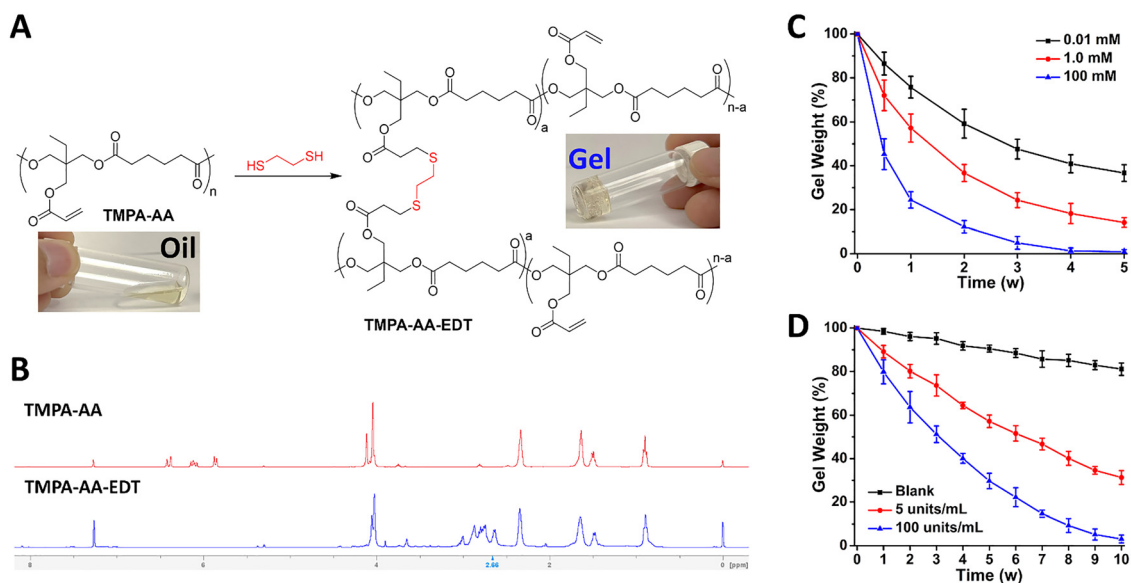 A
TMPA-AA
Oil
HS
SH
TMPA-AA-EDT
Gel
O
S
a
n
n-a
B
TMPA-AA
TMPA-AA-EDT
8
6
4
2.66
2
0
[ppm]
C
Gel Weight (%)
100
80
60
40
20
0
0.01 mM
1.0 mM
100 mM
0 1 2 3 4 5
Time (w)
D
Gel Weight (%)
100
80
60
40
20
0
Blank
5 units/mL
100 units/mL
0 1 2 3 4 5 6 7 8 9 10
Time (w)